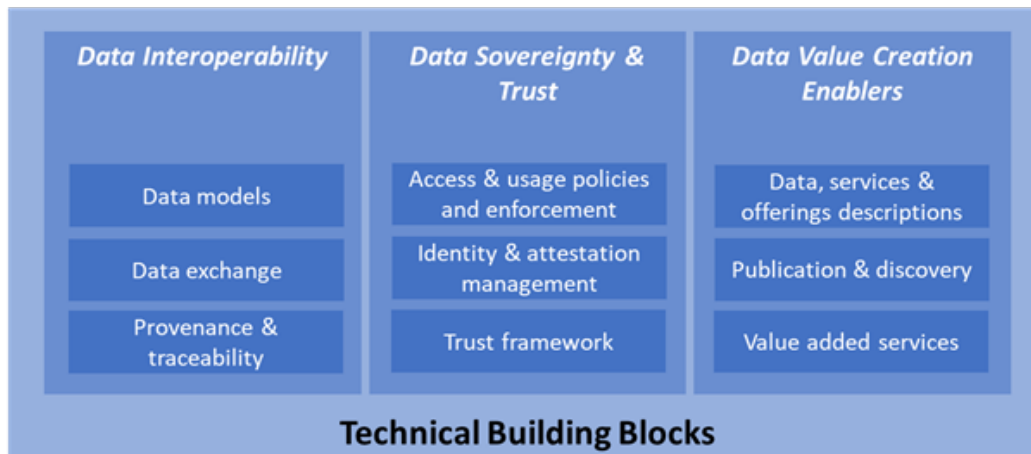 Data Interoperability
Data models
Data exchange
Provenance &
traceability
Data Sovereignty &
Trust
Access & usage policies
and enforcement
Identity & attestation
management
Trust framework
Data Value Creation
Enablers
Data, services &
offerings descriptions
Publication & discovery
Value added services
Technical Building Blocks